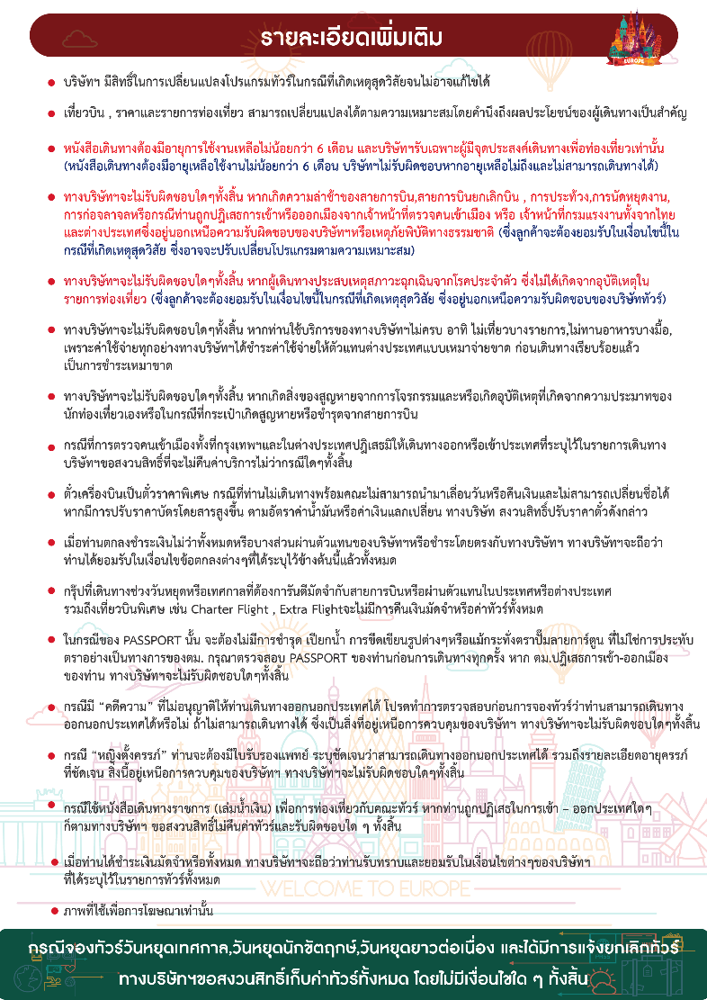 รายละเอียดเพิ่มเติม
EUROPE
● บริษัทฯ มีสิทธิ์ในการเปลี่ยนแปลงโปรแกรมทัวร์ในกรณีที่เกิดเหตุสุดวิสัยจนไม่อาจแก้ไขได้
● เที่ยวบิน , ราคาและรายการท่องเที่ยว สามารถเปลี่ยนแปลงได้ตามความเหมาะสมโดยคำนึงถึงผลประโยชน์ของผู้เดินทางเป็นสำคัญ
● หนังสือเดินทางต้องมีอายุการใช้งานเหลือไม่น้อยกว่า 6 เดือน และบริษัทฯรับเฉพาะผู้มีจุดประสงค์เดินทางเพื่อท่องเที่ยวเท่านั้น
(หนังสือเดินทางต้องมีอายุเหลือใช้งานไม่น้อยกว่า 6 เดือน บริษัทฯไม่รับผิดชอบหากอายุเหลือไม่ถึงและไม่สามารถเดินทางได้)
● ทางบริษัทฯจะไม่รับผิดชอบใดๆทั้งสิ้น หากเกิดความล่าช้าของสายการบิน,สายการบินยกเลิกบิน , การประท้วง,การนัดหยุดงาน,
การก่อจลาจลหรือกรณีท่านถูกปฏิเสธการเข้าหรือออกเมืองจากเจ้าหน้าที่ตรวจคนเข้าเมือง หรือ เจ้าหน้าที่กรมแรงงานทั้งจากไทย
และต่างประเทศซึ่งอยู่นอกเหนือความรับผิดชอบของบริษัทฯหรือเหตุภัยพิบัติทางธรรมชาติ (ซึ่งลูกค้าจะต้องยอมรับในเงื่อนไขนี้ใน
กรณีที่เกิดเหตุสุดวิสัย ซึ่งอาจจะปรับเปลี่ยนโปรแกรมตามความเหมาะสม)
● ทางบริษัทฯจะไม่รับผิดชอบใดๆทั้งสิ้น หากผู้เดินทางประสบเหตุสภาวะฉุกเฉินจากโรคประจำตัว ซึ่งไม่ได้เกิดจากอุบัติเหตุใน
รายการท่องเที่ยว (ซึ่งลูกค้าจะต้องยอมรับในเงื่อนไขนี้ในกรณีที่เกิดเหตุสุดวิสัย ซึ่งอยู่นอกเหนือความรับผิดชอบของบริษัททัวร์)
● ทางบริษัทฯจะไม่รับผิดชอบใดๆทั้งสิ้น หากท่านใช้บริการของทางบริษัทฯไม่ครบ อาทิ ไม่เที่ยวบางรายการ,ไม่ทานอาหารบางมื้อ,
เพราะค่าใช้จ่ายทุกอย่างทางบริษัทฯได้ชำระค่าใช้จ่ายให้ตัวแทนต่างประเทศแบบเหมาจ่ายขาด ก่อนเดินทางเรียบร้อยแล้ว
เป็นการชำระเหมาขาด
● ทางบริษัทฯจะไม่รับผิดชอบใดๆทั้งสิ้น หากเกิดสิ่งของสูญหายจากการโจรกรรมและหรือเกิดอุบัติเหตุที่เกิดจากความประมาทของ
นักท่องเที่ยวเองหรือในกรณีที่กระเป๋าเกิดสูญหายหรือชำรุดจากสายการบิน
● กรณีที่การตรวจคนเข้าเมืองทั้งที่กรุงเทพฯและในต่างประเทศปฏิเสธมิให้เดินทางออกหรือเข้าประเทศที่ระบุไว้ในรายการเดินทาง
บริษัทฯขอสงวนสิทธิ์ที่จะไม่คืนค่าบริการไม่ว่ากรณีใดๆทั้งสิ้น
● ตั๋วเครื่องบินเป็นตั๋วราคาพิเศษ กรณีที่ท่านไม่เดินทางพร้อมคณะไม่สามารถนำมาเลื่อนวันหรือคืนเงินและไม่สามารถเปลี่ยนชื่อได้
หากมีการปรับราคาบัตรโดยสารสูงขึ้น ตามอัตราค่าน้ำมันหรือค่าเงินแลกเปลี่ยน ทางบริษัท สงวนสิทธิ์ปรับราคาตั๋วดังกล่าว
● เมื่อท่านตกลงชำระเงินไม่ว่าทั้งหมดหรือบางส่วนผ่านตัวแทนของบริษัทฯหรือชำระโดยตรงกับทางบริษัทฯ ทางบริษัทฯจะถือว่า
ท่านได้ยอมรับในเงื่อนไขข้อตกลงต่างๆที่ได้ระบุไว้ข้างต้นนี้แล้วทั้งหมด
● กรุ๊ปที่เดินทางช่วงวันหยุดหรือเทศกาลที่ต้องการันตีมัดจำกับสายการบินหรือผ่านตัวแทนในประเทศหรือต่างประเทศ
รวมถึงเที่ยวบินพิเศษ เช่น Charter Flight , Extra Flightจะไม่มีการคืนเงินมัดจำหรือค่าทัวร์ทั้งหมด
● ในกรณีของ PASSPORT นั้น จะต้องไม่มีการชำรุด เปียกน้ำ การขีดเขียนรูปต่างๆหรือแม้กระทั่งตราปั๊มลายการ์ตูน ที่ไม่ใช่การประทับ
ตราอย่างเป็นทางการของตม. กรุณาตรวจสอบ PASSPORT ของท่านก่อนการเดินทางทุกครั้ง หาก ตม.ปฏิเสธการเข้า-ออกเมือง
ของท่าน ทางบริษัทฯจะไม่รับผิดชอบใดๆทั้งสิ้น
● กรณีมี “คดีความ” ที่ไม่อนุญาติให้ท่านเดินทางออกนอกประเทศได้ โปรดทำการตรวจสอบก่อนการจองทัวร์ว่าท่านสามารถเดินทาง
ออกนอกประเทศได้หรือไม่ ถ้าไม่สามารถเดินทางได้ ซึ่งเป็นสิ่งที่อยู่เหนือการควบคุมของบริษัทฯ ทางบริษัทฯจะไม่รับผิดชอบใดๆทั้งสิ้น
● กรณี “หญิงตั้งครรภ์” ท่านจะต้องมีใบรับรองแพทย์ ระบุชัดเจนว่าสามารถเดินทางออกนอกประเทศได้ รวมถึงรายละเอียดอายุครรภ์
ที่ชัดเจน สิ่งนี้อยู่เหนือการควบคุมของบริษัทฯ ทางบริษัทฯจะไม่รับผิดชอบใดๆทั้งสิ้น
● กรณีใช้หนังสือเดินทางราชการ (เล่มน้ำเงิน) เพื่อการท่องเที่ยวกับคณะทัวร์ หากท่านถูกปฏิเสธในการเข้า – ออกประเทศใดๆ
ก็ตามทางบริษัทฯ ขอสงวนสิทธิ์ไม่คืนค่าทัวร์และรับผิดชอบใด ๆ ทั้งสิ้น
● เมื่อท่านได้ชำระเงินมัดจำหรือทั้งหมด ทางบริษัทฯจะถือว่าท่านรับทราบและยอมรับในเงื่อนไขต่างๆของบริษัทฯ
ที่ได้ระบุไว้ในรายการทัวร์ทั้งหมด
WELCOME TO EUROPE
● ภาพที่ใช้เพื่อการโฆษณาเท่านั้น
กรณีจองทัวร์วันหยุดเทศกาล,วันหยุดนักขัตฤกษ์,วันหยุดยาวต่อเนื่อง และได้มีการแจ้งยกเลิกทัวร์
ทางบริษัทฯขอสงวนสิทธิ์เก็บค่าทัวร์ทั้งหมด โดยไม่มีเงื่อนไขใด ๆ ทั้งสิ้น